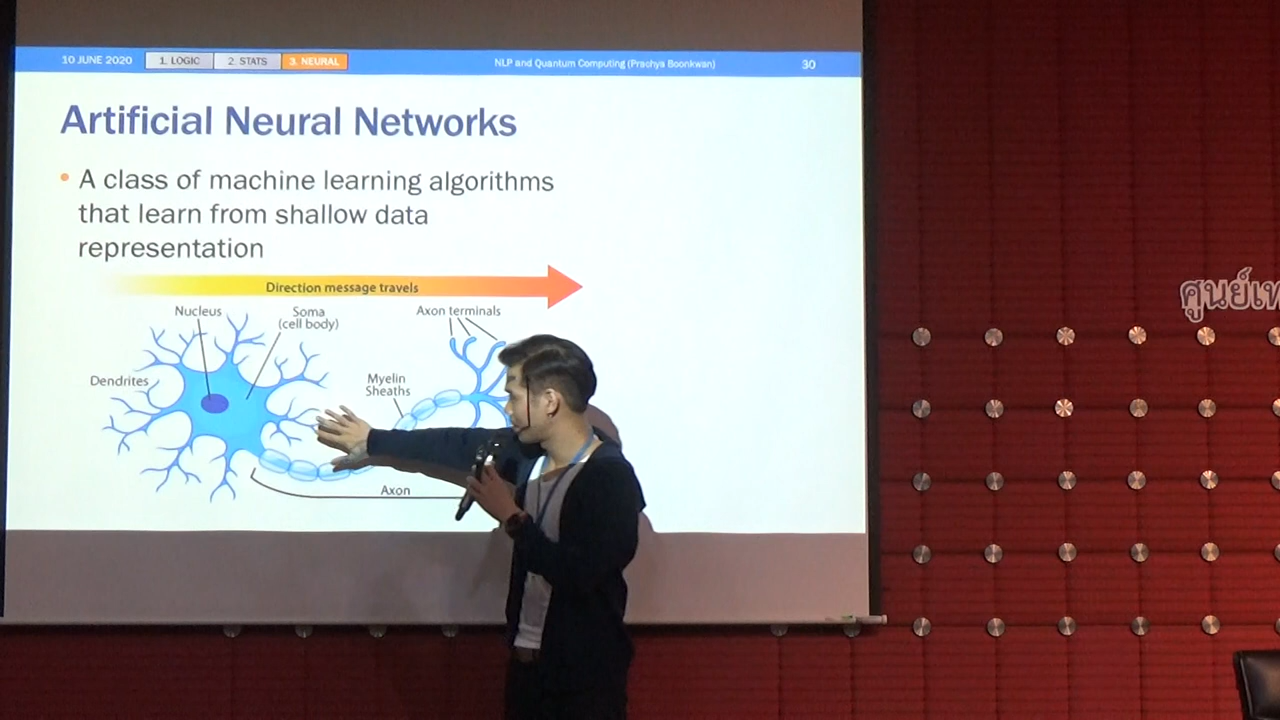 10 JUNE 2020
1. LOGIC
2. STATS
3. NEURAL
NLP and Quantum Computing (Prachya Boonkwan)
30
Artificial Neural Networks
• A class of machine learning algorithms
that learn from shallow data
representation
Direction message travels
Nucleus
Soma
(cell body)
Axon terminals
Dendrites
Myelin
Sheaths
Axon
ศูนย์เท